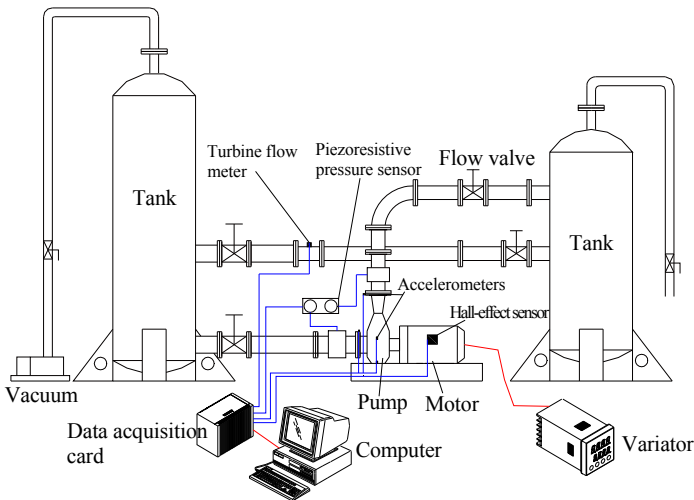 Turbine flow
meter
Piezoresistive
pressure sensor
Flow valve
Tank
Tank
Accelerometers
Hall-effect sensor
Vacuum
Pump
Motor
Data acquisition
card
Computer
Variator